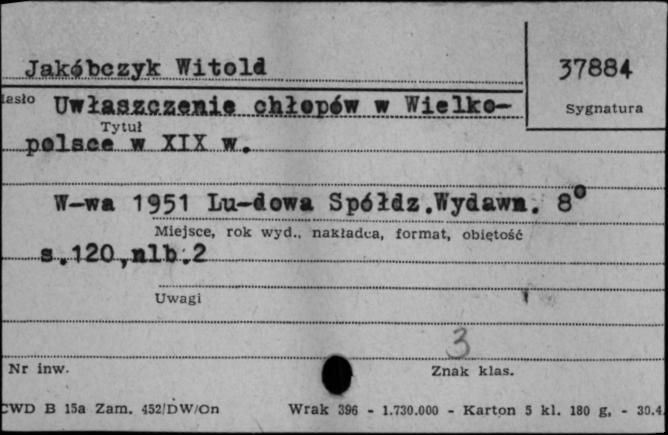 Jakóbczyk Witold
37884
Hasło Uwłaszczenie chłopów w Wielko-
Sygnatura
Tytuł
polsce w XIX w.
W-wa 1951 Lu-dowa Spółdz.Wydawn. 8°
Miejsce, rok wyd., nakładca, format, objętość
s.120,nlb.2
Uwagi
3
Nr inw.
Znak klas.
CWD B 15a Zam. 452/DW/On Wrak 396 - 1.730.000 - Karton 5 kl. 180 g, - 30.4.